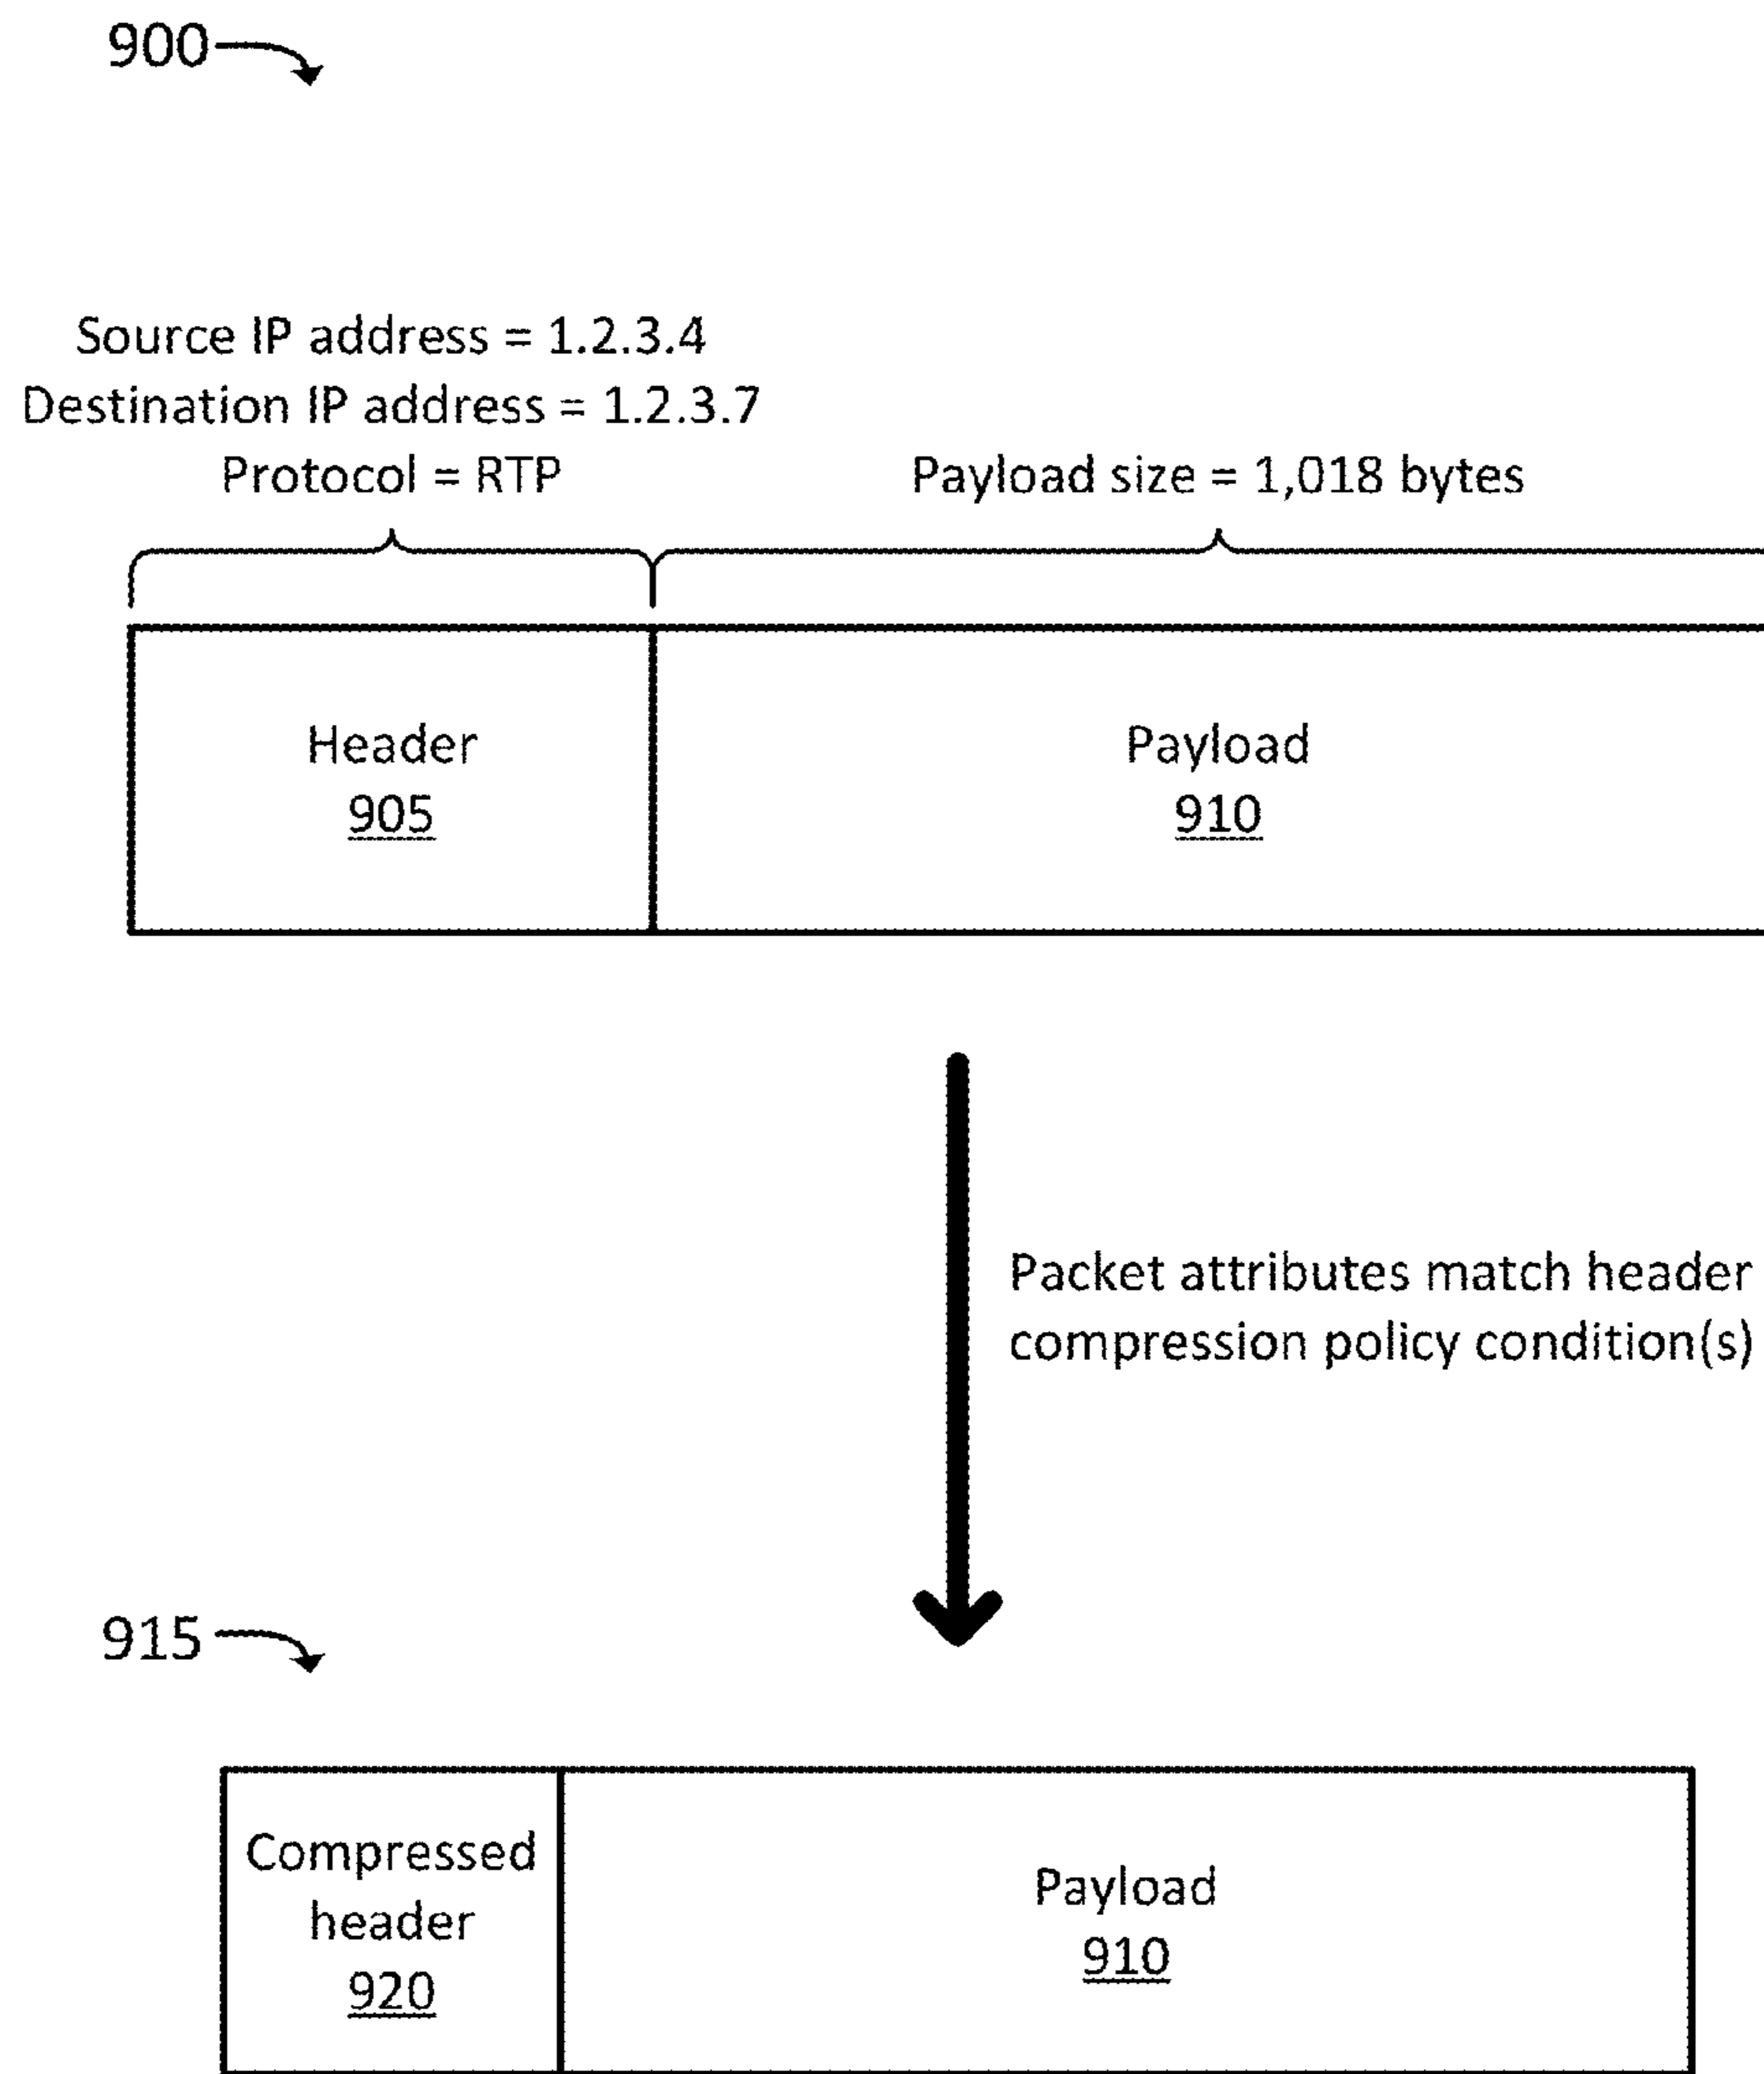 900
Source IP address = 1.2.3.4
Destination IP address = 1.2.3.7
Protocol = RTP
Payload size = 1,018 bytes
Header
905
Payload
910
Packet attributes match header
compression policy condition(s)
915
Compressed
header
920
Payload
910